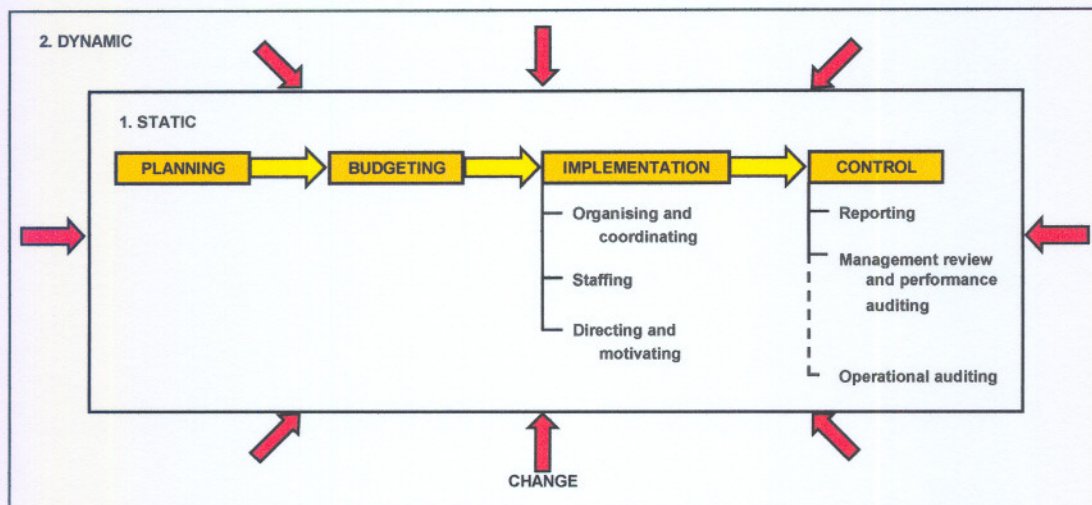 2. DYNAMIC
1. STATIC
PLANNING
BUDGETING
IMPLEMENTATION
CONTROL
Organising and
coordinating
Staffing
Directing and
motivating
Reporting
Management review
and performance
auditing
Operational auditing
CHANGE